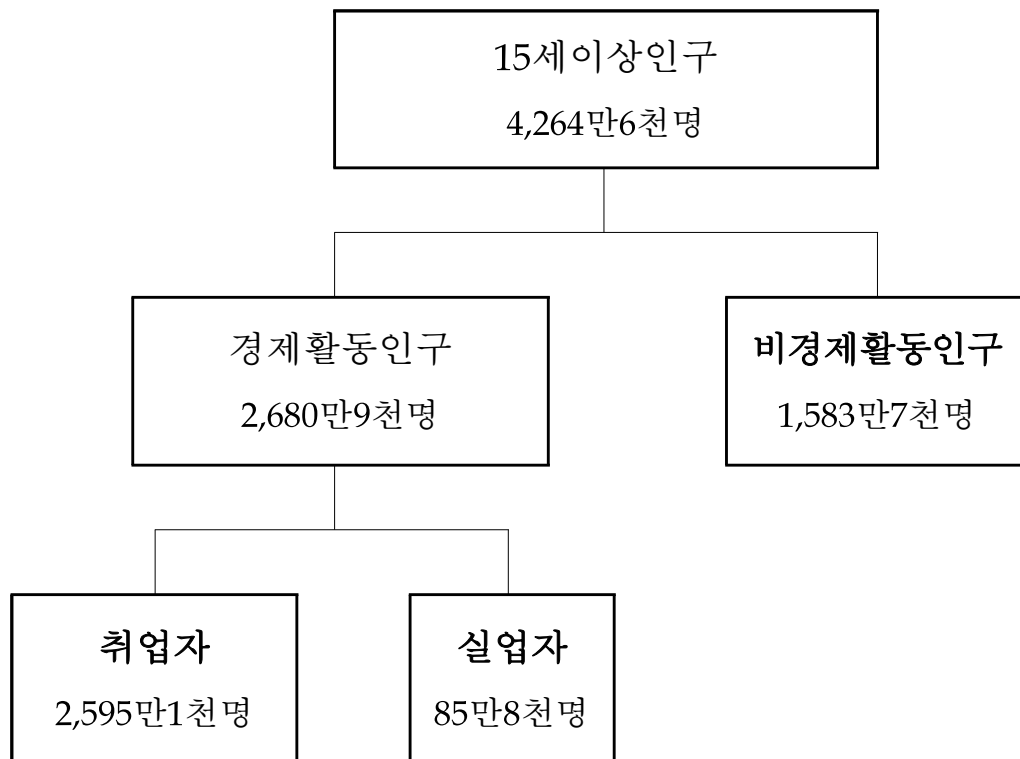 15세이상인구
4,264만6천명
경제활동인구
2,680만9천명
비경제활동인구
1,583만7천명
취업자
2,595만1천명
실업자
85만8천명